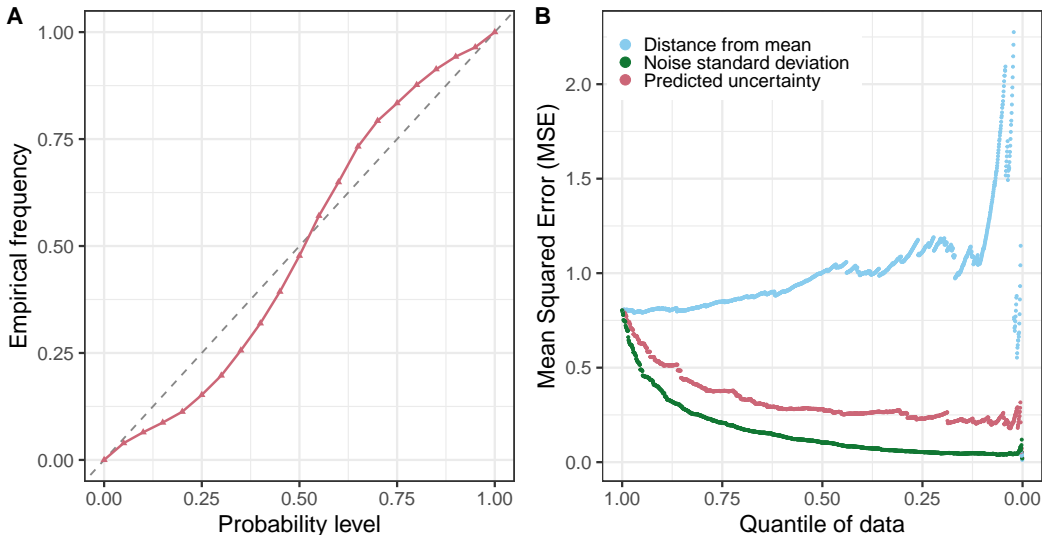 A
1.00
0.75
0.50
0.25
0.00
Empirical frequency
0.00 0.25 0.50 0.75 1.00
Probability level
B
Distance from mean
Noise standard deviation
Predicted uncertainty
2.0
1.5
1.0
0.5
0.0
Mean Squared Error (MSE)
1.00 0.75 0.50 0.25 0.00
Quantile of data